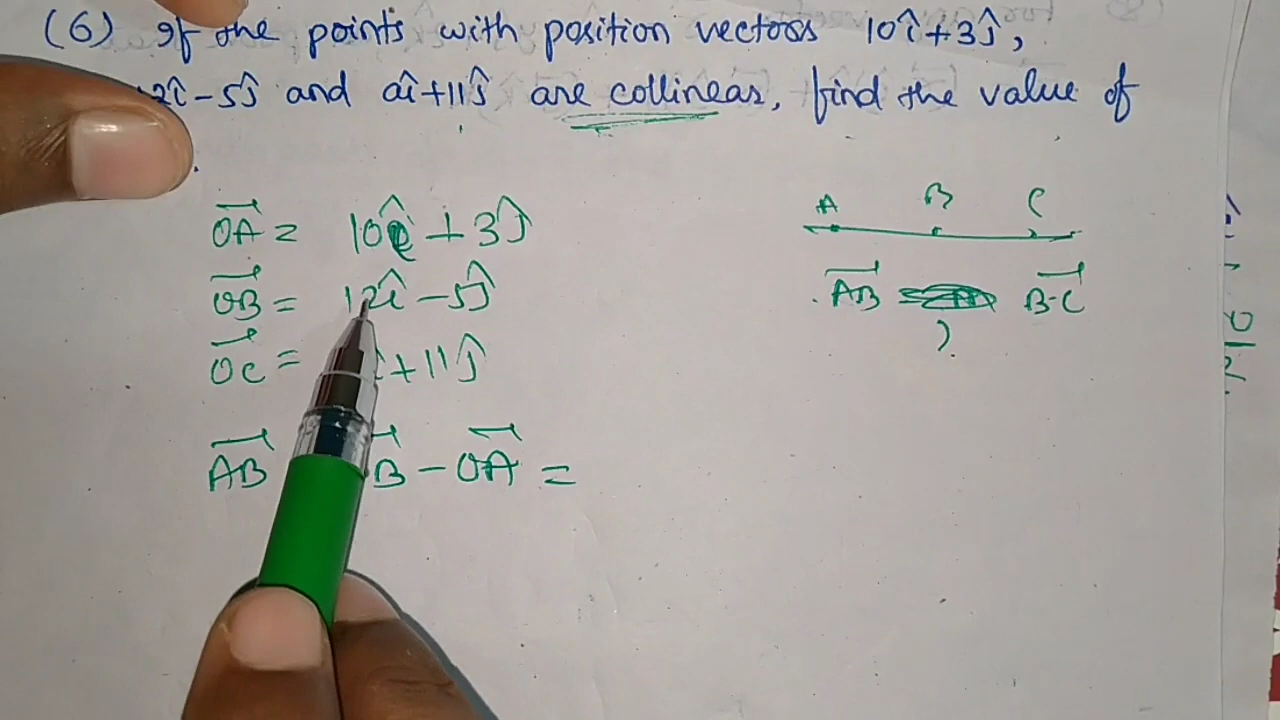 (6) If the points with position vectors 10î+3ĵ,
12î-5ĵ and aî+11ĵ are collinear, find the value of
OA = 10î + 3ĵ
OB = 12î - 5ĵ
OC = î + 11ĵ
AB B - OA =
A B C
AB BC